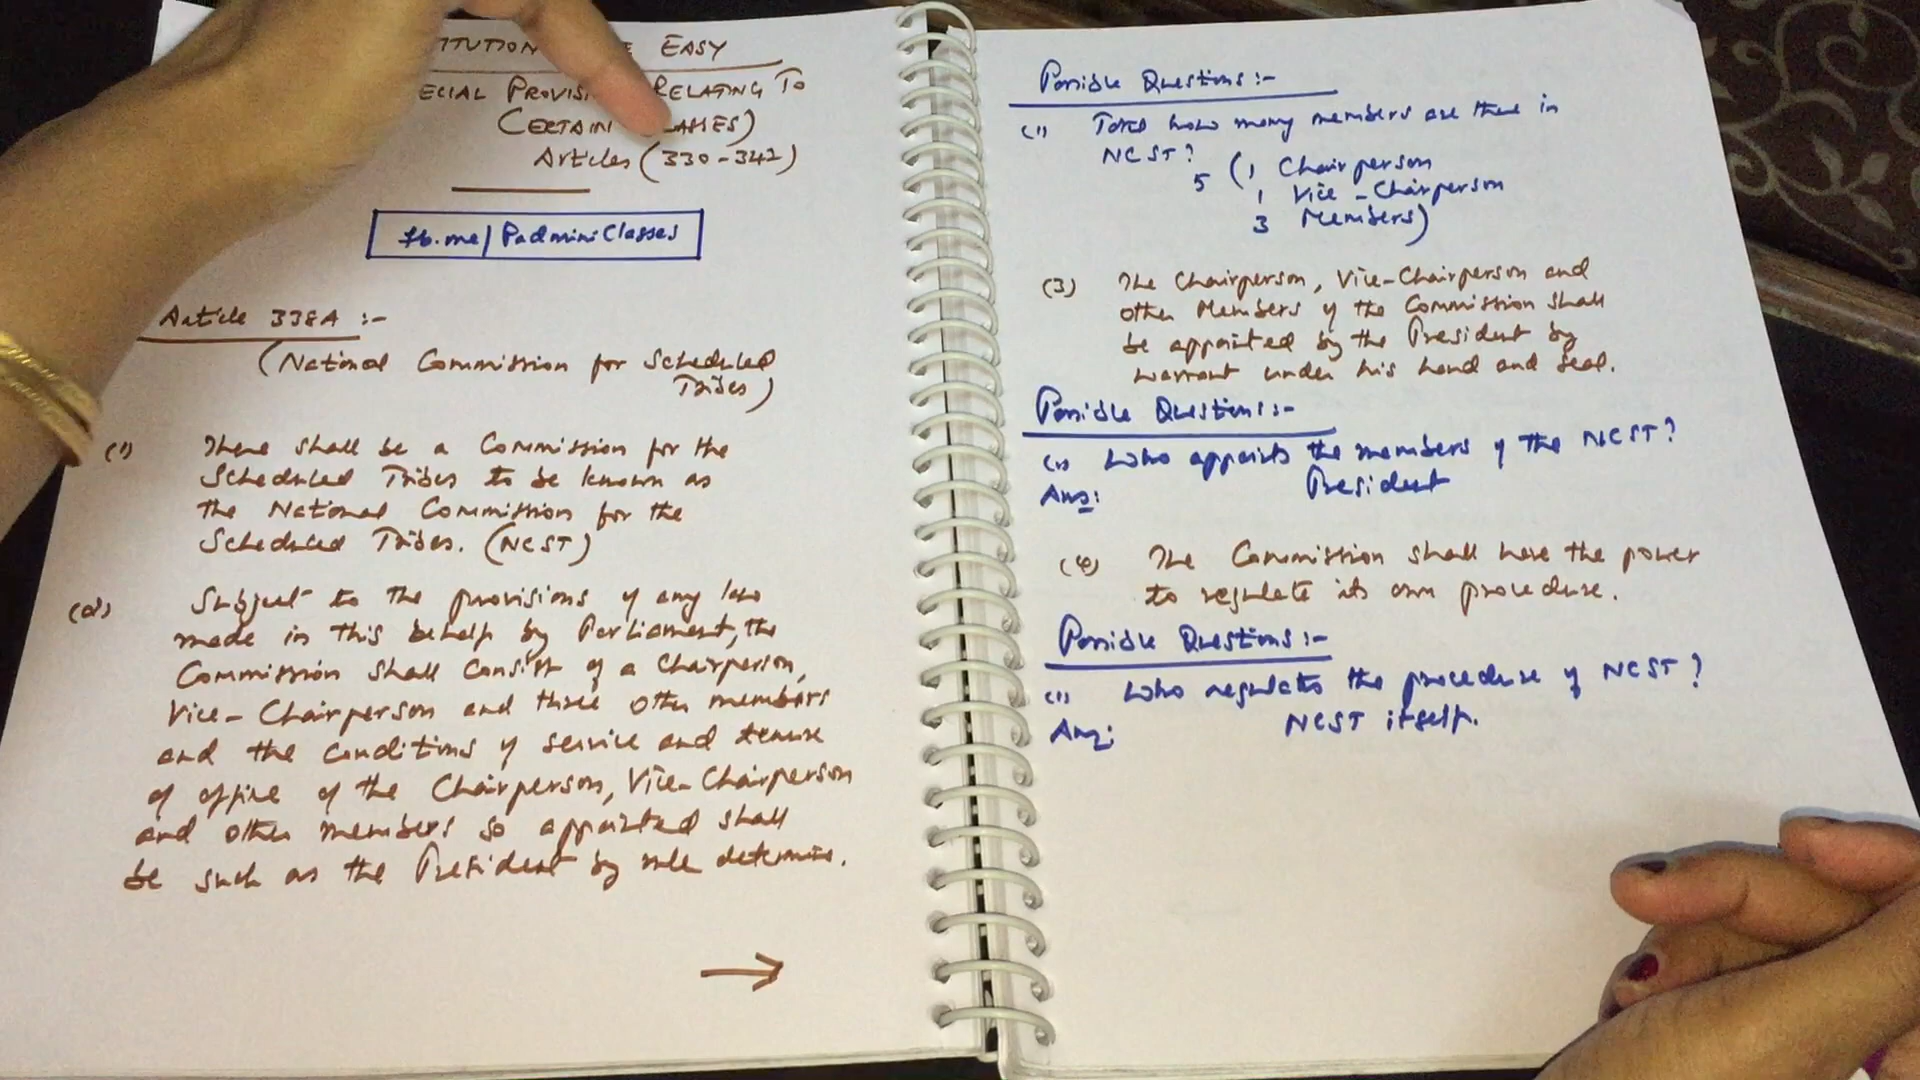 TITUTION E EASY
ECIAL PROVISI RELATING TO
(CERTAIN LASSES)
Articles (330-342)
fb.me/PadminiClasses
Article 338A :-
(National Commission for Scheduled
Tribes)
(1) There shall be a Commission for the
Scheduled Tribes to be known as
the National Commission for the
Scheduled Tribes. (NCST)
(2) Subject to the provisions of any law
made in this behalf by Parliament, the
Commission shall consist of a Chairperson,
Vice-Chairperson and three other members
and the conditions of service and tenure
of office of the Chairperson, Vice-Chairperson
and other members so appointed shall
be such as the President by rule determine.
Possible Questions :-
(1) Total how many members are there in
NCST?
5 (1 Chairperson
1 Vice-Chairperson
3 Members)
(3) The Chairperson, Vice-Chairperson and
other Members of the Commission shall
be appointed by the President by
warrant under his hand and seal.
Possible Questions :-
(1) Who appoints the members of the NCST?
Ans: President
(4) The Commission shall have the power
to regulate its own procedure.
Possible Questions :-
(1) Who regulates the procedure of NCST?
Ans: NCST itself.